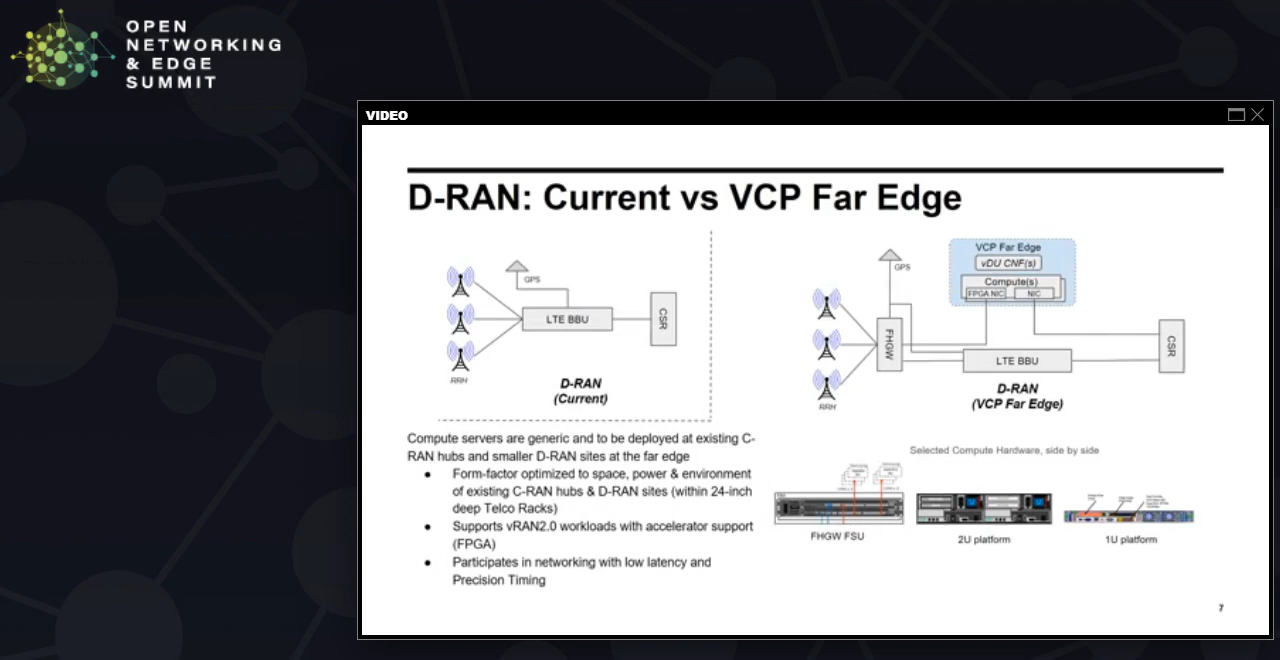 OPEN
NETWORKING
& EDGE
SUMMIT
VIDEO
D-RAN: Current vs VCP Far Edge
GPS
LTE BBU
CSR
RRH
D-RAN
(Current)
VCP Far Edge
vDU CNF(s)
Compute(s)
FPGA NIC
NIC
GPS
FHGW
LTE BBU
CSR
RRH
D-RAN
(VCP Far Edge)
Compute servers are generic and to be deployed at existing C-
RAN hubs and smaller D-RAN sites at the far edge
● Form-factor optimized to space, power & environment
of existing C-RAN hubs & D-RAN sites (within 24-inch
deep Telco Racks)
● Supports vRAN2.0 workloads with accelerator support
(FPGA)
● Participates in networking with low latency and
Precision Timing
Selected Compute Hardware, side by side
FHGW FSU
2U platform
1U platform
7